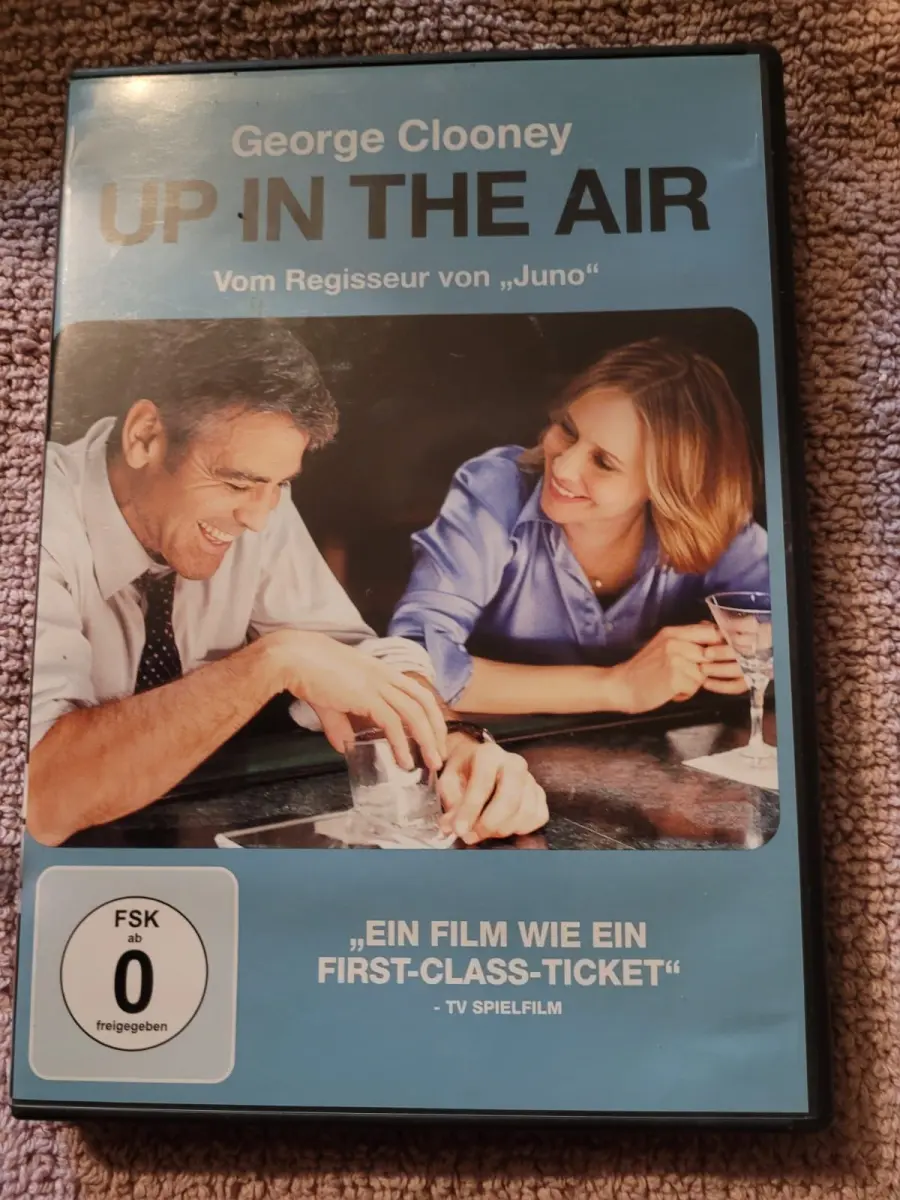 George Clooney
UP IN THE AIR
Vom Regisseur von „Juno“
FSK
ab
0
freigegeben
„EIN FILM WIE EIN
FIRST-CLASS-TICKET“
- TV SPIELFILM